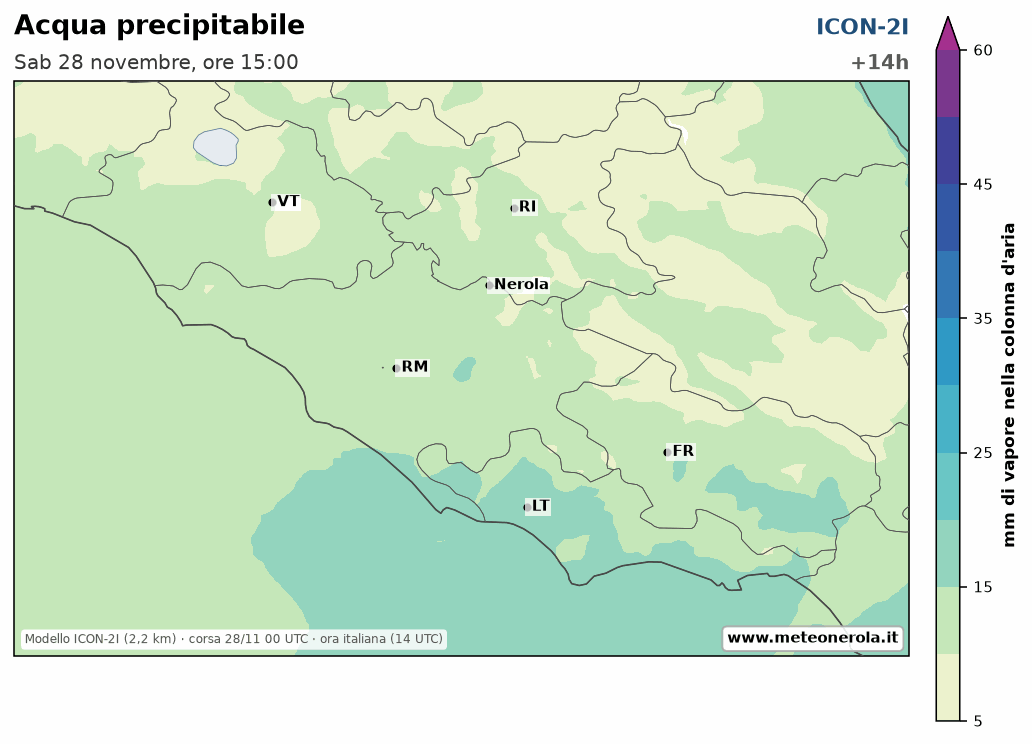 Acqua precipitabile
ICON-2I
Sab 28 novembre, ore 15:00
+14h
60
45
35
25
15
5
mm di vapore nella colonna d'aria
VT
RI
Nerola
RM
FR
LT
Modello ICON-2I (2,2 km) · corsa 28/11 00 UTC · ora italiana (14 UTC)
www.meteonerola.it